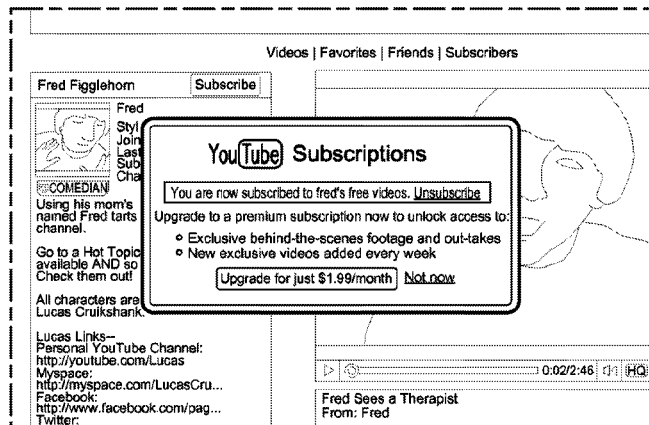 Videos | Favorites | Friends | Subscribers
Fred Figglehorn
Subscribe
Fred
Styl
Join
Last
Sub
Cha
COMEDIAN
Using his mom's
named Fred tarts
channel.
Go to a Hot Topic
available AND so
Check them out!
All characters are
Lucas Cruikshank.
Lucas Links--
Personal YouTube Channel:
http://youtube.com/Lucas
Myspace:
http://myspace.com/LucasCru...
Facebook:
http://www.facebook.com/pag...
Twitter:
YouTube Subscriptions
You are now subscribed to fred's free videos. Unsubscribe
Upgrade to a premium subscription now to unlock access to:
Exclusive behind-the-scenes footage and out-takes
New exclusive videos added every week
Upgrade for just $1.99/month Not now
0:02/2:46 HQ
Fred Sees a Therapist
From: Fred